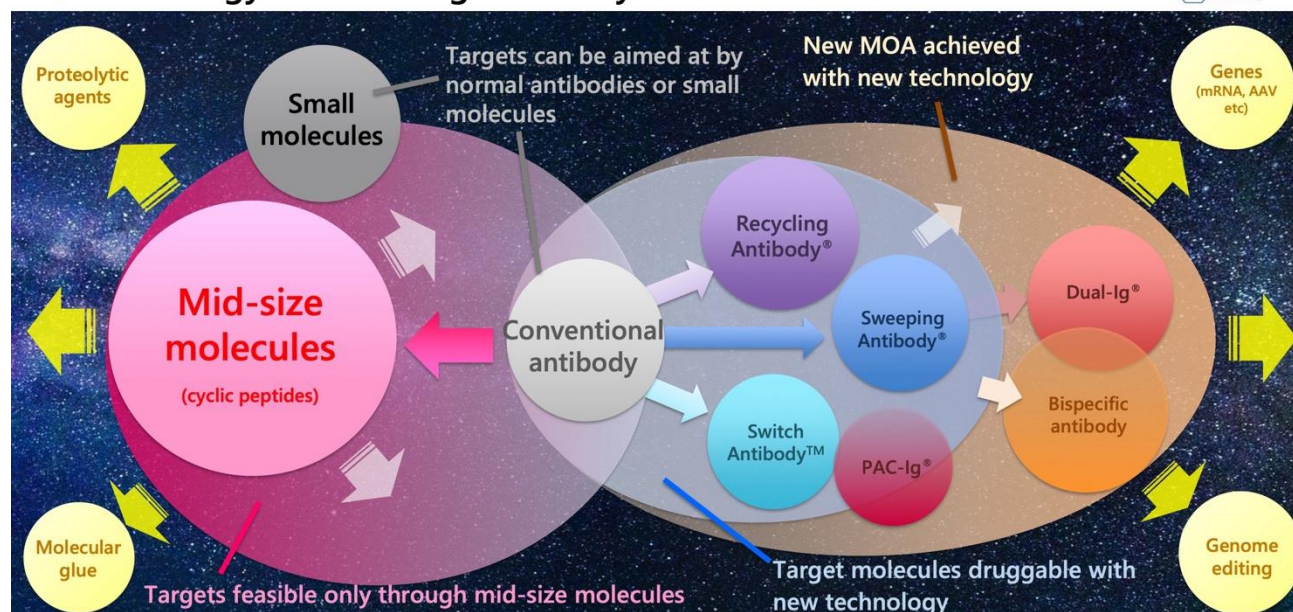 Proteolytic
agents
Small
molecules
Targets can be aimed at by
normal antibodies or small
molecules
New MOA achieved
with new technology
Genes
(mRNA, AAV
etc)
Mid-size
molecules
(cyclic peptides)
Conventional
antibody
Recycling
Antibody®
Sweeping
Antibody®
Dual-Ig®
Switch
Antibody™
PAC-Ig®
Bispecific
antibody
Molecular
glue
Targets feasible only through mid-size molecules
Target molecules druggable with
new technology
Genome
editing